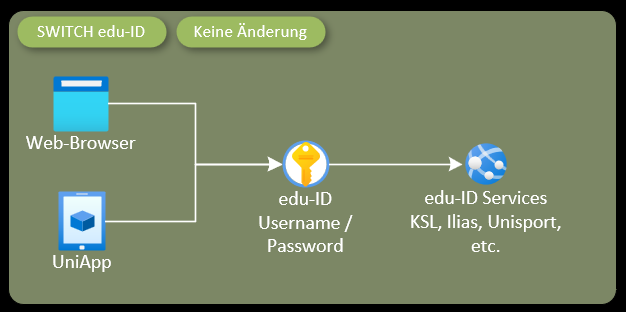 SWITCH edu-ID
Keine Änderung
Web-Browser
UniApp
edu-ID
Username /
Password
edu-ID Services
KSL, Ilias, Unisport,
etc.